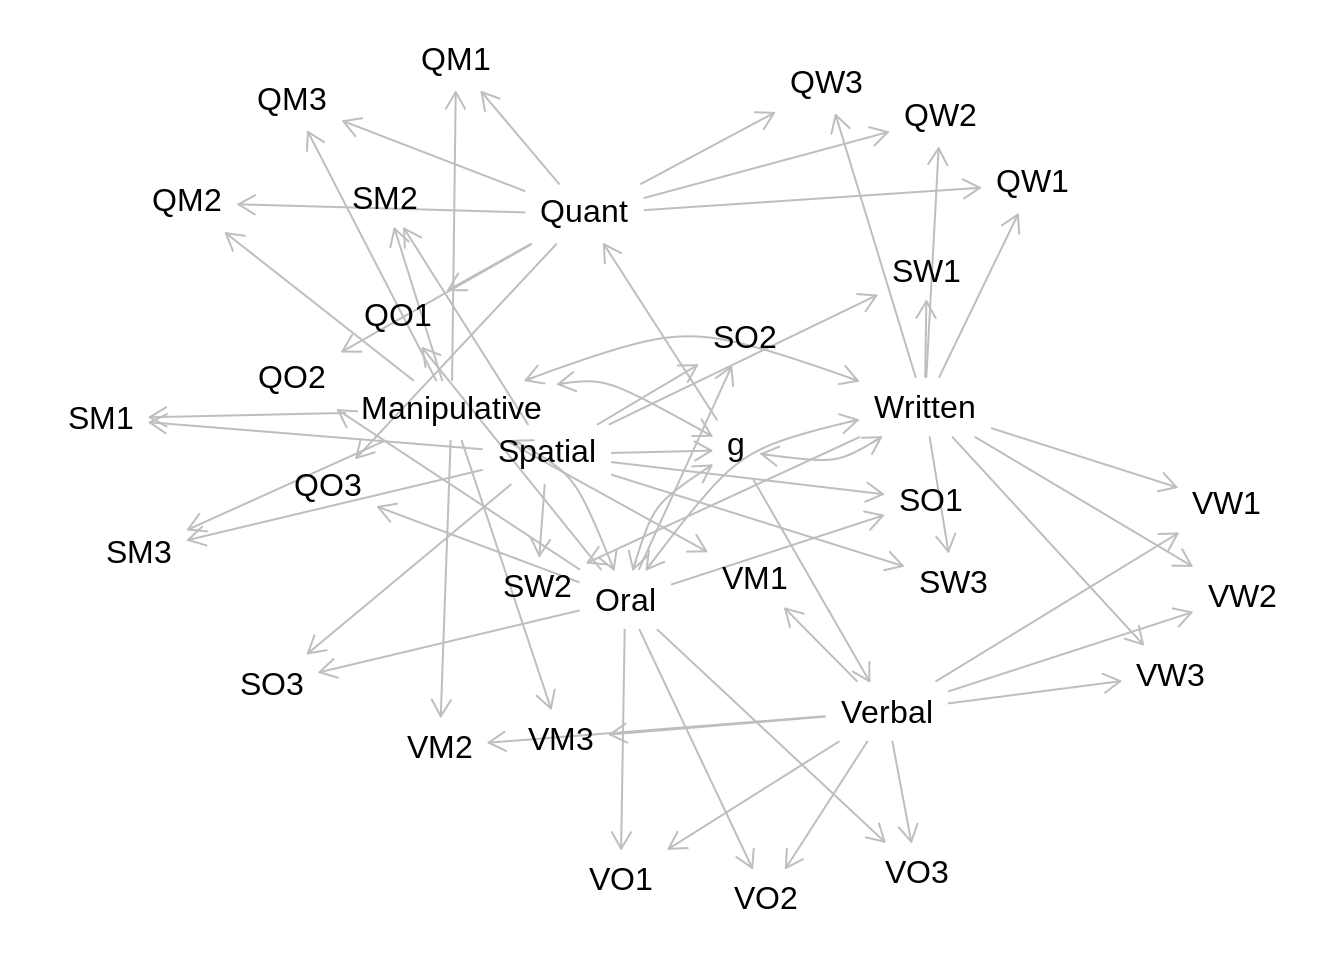 QM1
QW3
QM3
QW2
QW1
QM2
SM2
Quant
SW1
QO1
SO2
QO2
Manipulative
Written
SM1
g
Spatial
QO3
SO1
VW1
SM3
VM1
SW3
SW2
Oral
VW2
VW3
SO3
Verbal
VM3
VM2
VO3
VO1
VO2